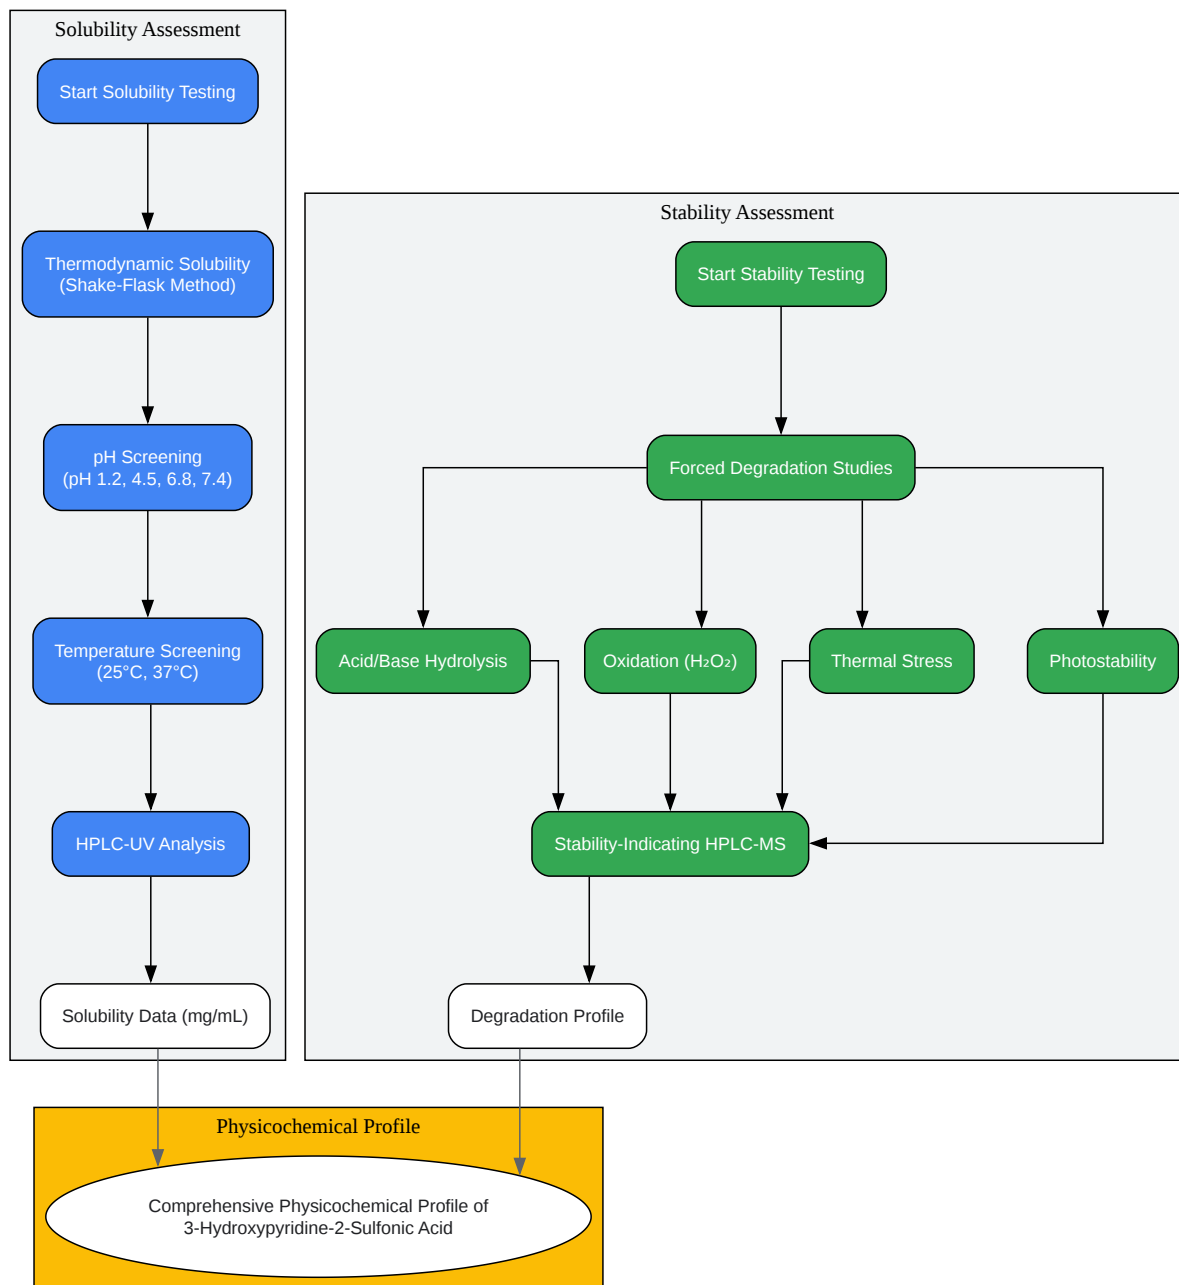 Solubility Assessment
Start Solubility Testing
Thermodynamic Solubility
(Shake-Flask Method)
pH Screening
(pH 1.2, 4.5, 6.8, 7.4)
Temperature Screening
(25°C, 37°C)
HPLC-UV Analysis
Solubility Data (mg/mL)
Stability Assessment
Start Stability Testing
Forced Degradation Studies
Acid/Base Hydrolysis
Oxidation (H₂O₂)
Thermal Stress
Photostability
Stability-Indicating HPLC-MS
Degradation Profile
Physicochemical Profile
Comprehensive Physicochemical Profile of
3-Hydroxypyridine-2-Sulfonic Acid